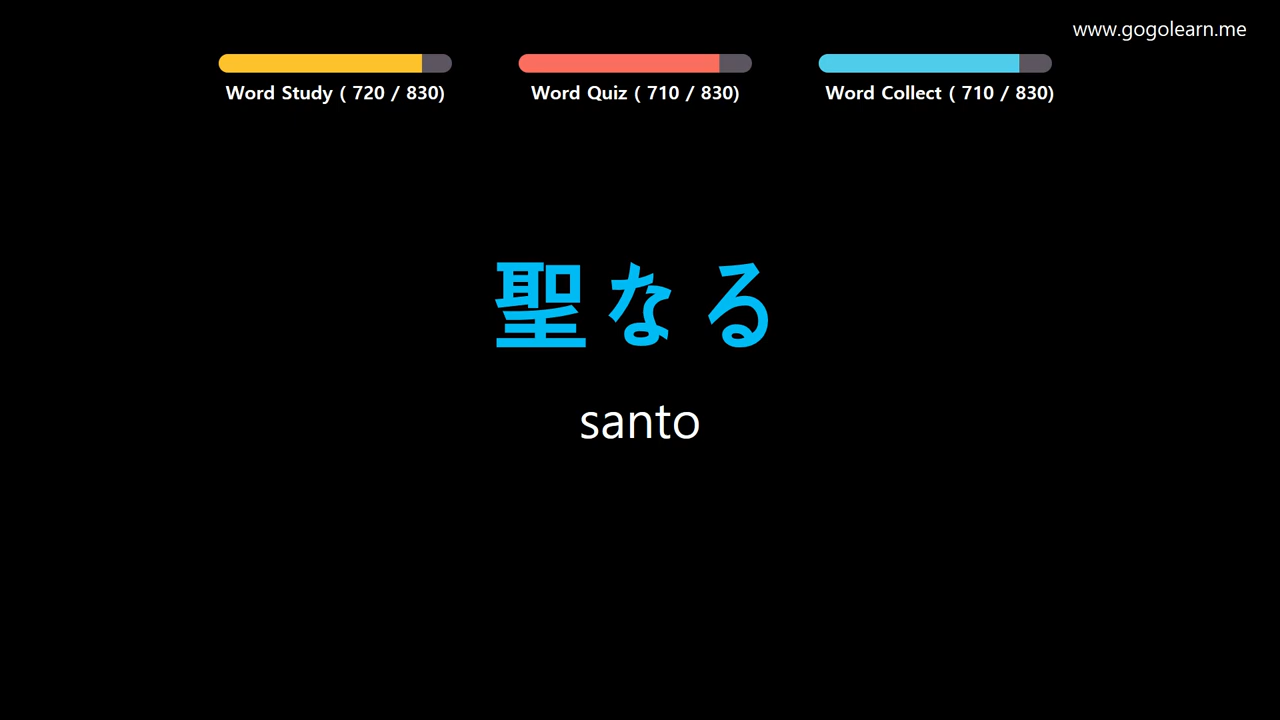 www.gogolearn.me
Word Study ( 720 / 830)
Word Quiz ( 710 / 830)
Word Collect ( 710 / 830)
聖なる
santo